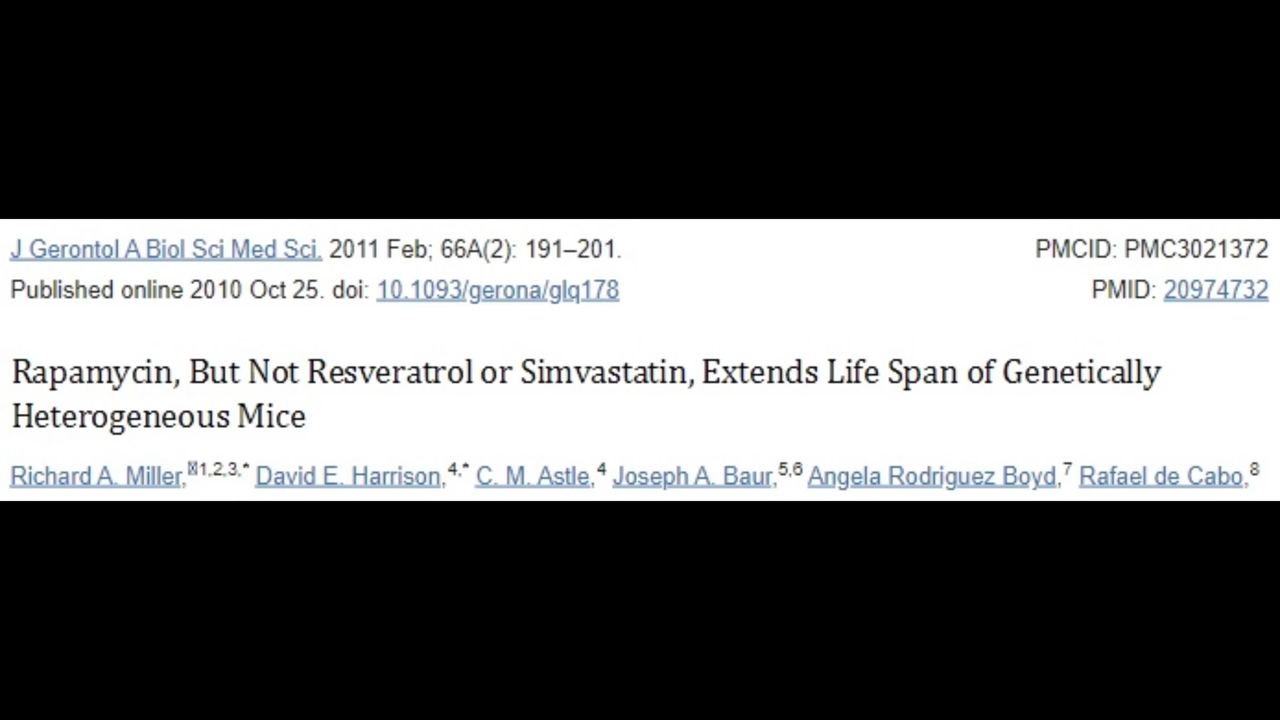 J Gerontol A Biol Sci Med Sci. 2011 Feb; 66A(2): 191–201. PMCID: PMC3021372
Published online 2010 Oct 25. doi: 10.1093/gerona/glq178 PMID: 20974732
Rapamycin, But Not Resveratrol or Simvastatin, Extends Life Span of Genetically
Heterogeneous Mice
Richard A. Miller,1,2,3,* David E. Harrison,4,* C. M. Astle,4 Joseph A. Baur,5,6 Angela Rodriguez Boyd,7 Rafael de Cabo,8